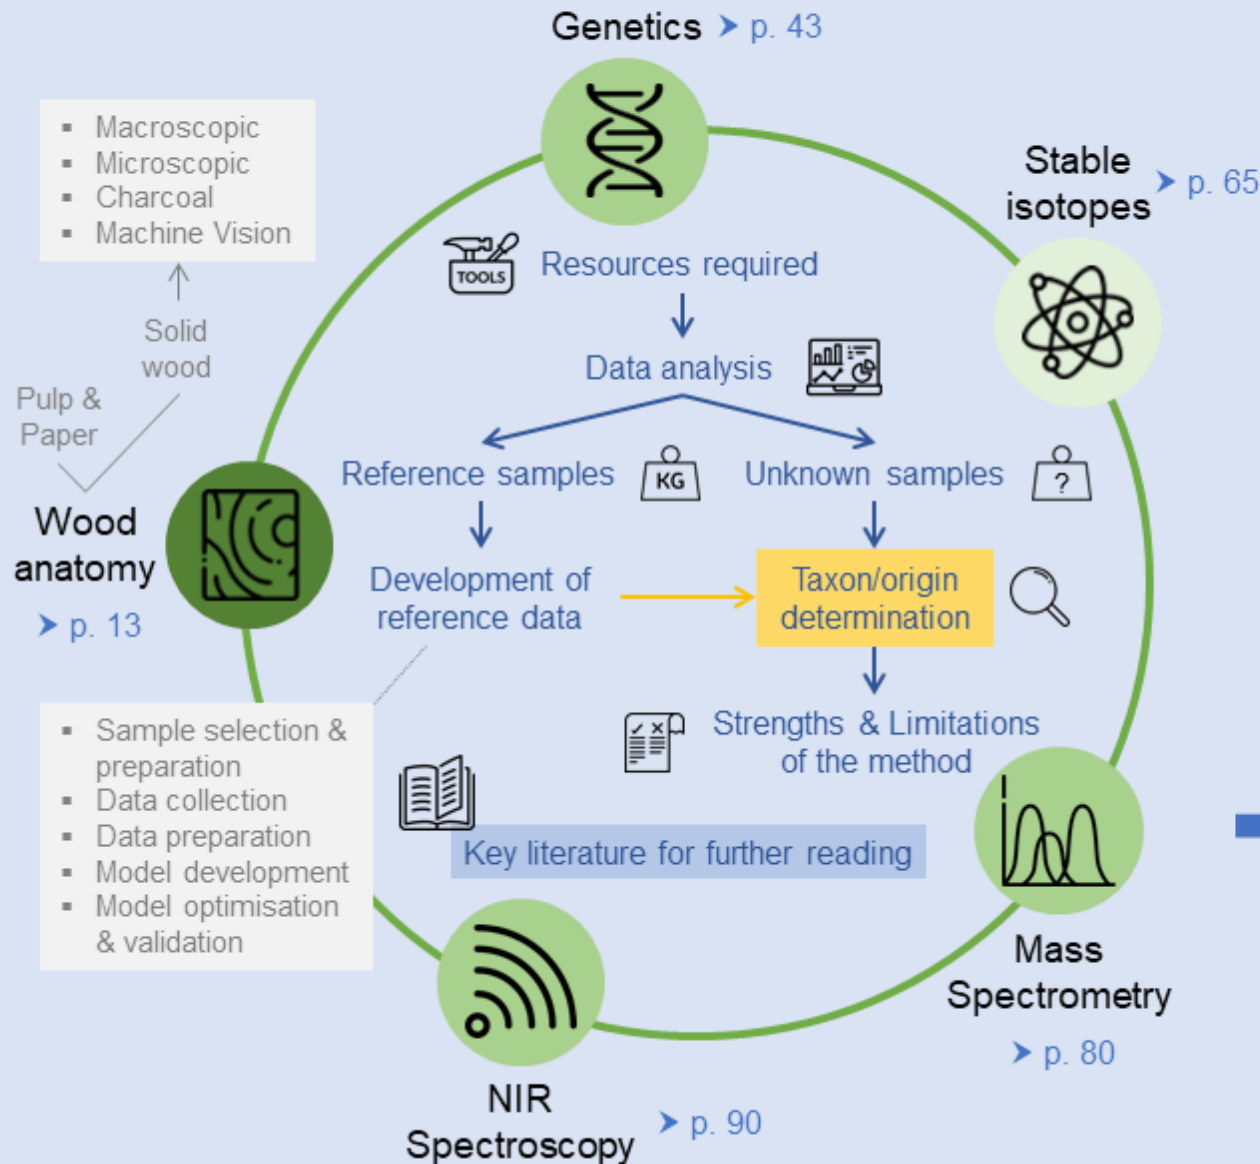 Genetics ➤ p. 43
▪ Macroscopic
▪ Microscopic
▪ Charcoal
▪ Machine Vision
Stable
isotopes
➤ p. 65
TOOLS
Resources required
Solid
wood
Data analysis
Pulp &
Paper
Reference samples
KG
Unknown samples
?
Wood
anatomy
➤ p. 13
Development of
reference data
Taxon/origin
determination
▪ Sample selection &
preparation
▪ Data collection
▪ Data preparation
▪ Model development
▪ Model optimisation
& validation
Strengths & Limitations
of the method
Key literature for further reading
Mass
Spectrometry
➤ p. 80
NIR
Spectroscopy
➤ p. 90